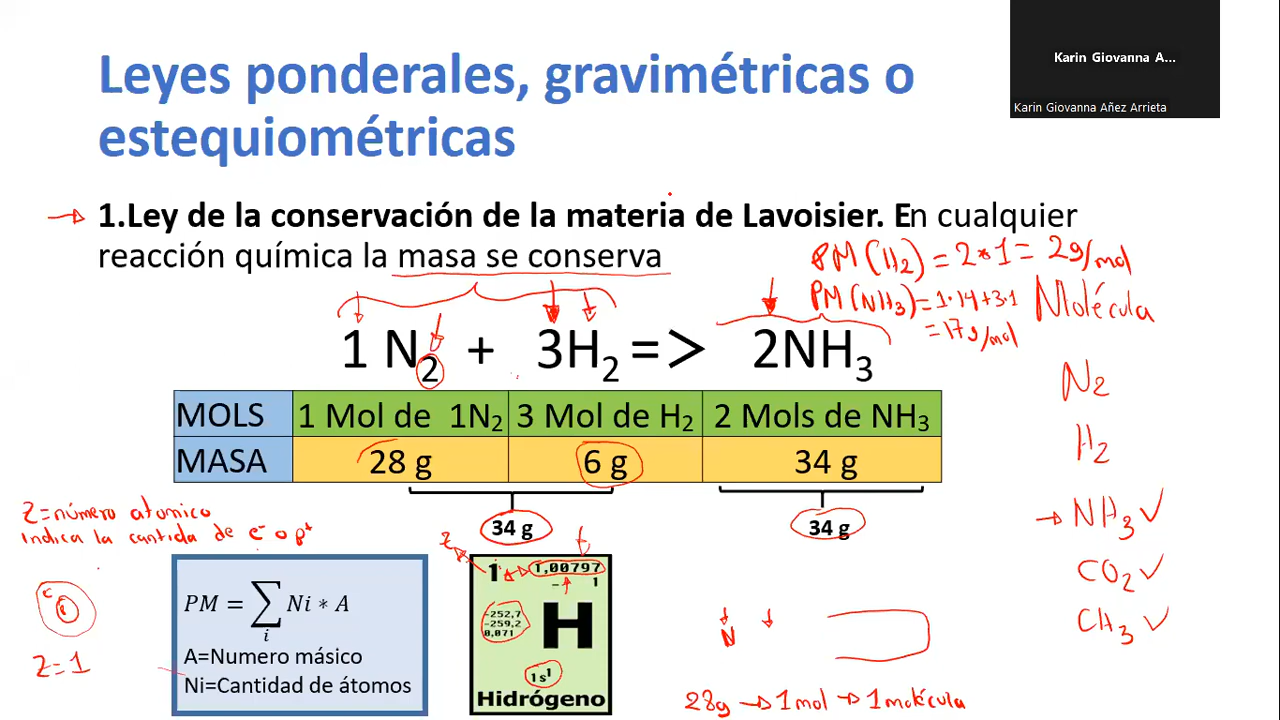 Karin Giovanna A...
Karin Giovanna Añez Arrieta
Leyes ponderales, gravimétricas o
estequiométricas
1.Ley de la conservación de la materia de Lavoisier. En cualquier
reacción química la masa se conserva
PM (H2) = 2*1 = 2g/mol
PM (NH3) = 1·14+3·1
= 17g/mol
Molécula
1 N2 + 3H2 => 2NH3
N2
H2
NH3 ✓
CO2 ✓
CH3 ✓
MOLS 1 Mol de 1N2 3 Mol de H2 2 Mols de NH3
MASA 28 g 6 g 34 g
34 g 34 g
Z=número atomico
Indica la cantida de e- o p+
Z=1
PM = ∑i Ni * A
A=Numero másico
Ni=Cantidad de átomos
Z
1 1,00797
- 1
-252,7
-259,2
0,071
H
1s1
Hidrógeno
N
28g → 1mol → 1molécula